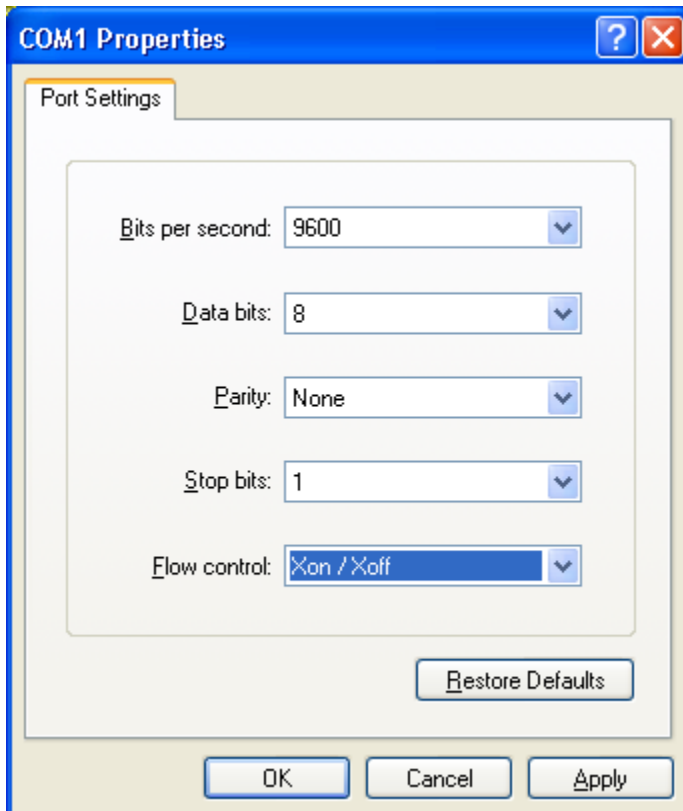 COM1 Properties
Port Settings
Bits per second: 9600
Data bits: 8
Parity: None
Stop bits: 1
Flow control: Xon / Xoff
Restore Defaults
OK Cancel Apply